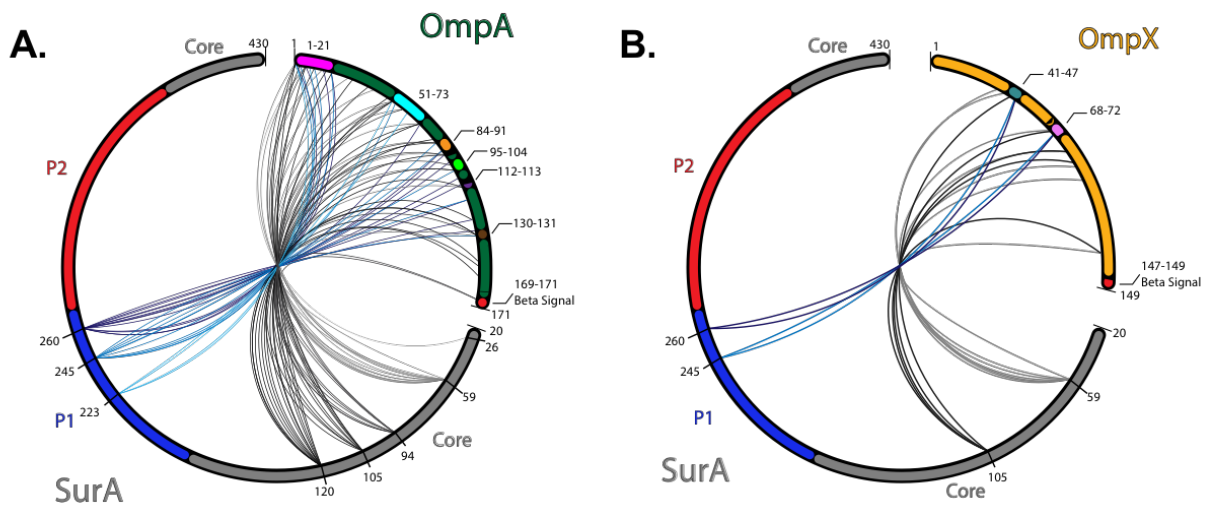 A.
OmpA
Core
430
1
1-21
51-73
84-91
95-104
112-113
130-131
169-171
Beta Signal
171
20
26
59
Core
94
105
120
P2
260
245
223
P1
SurA
B.
OmpX
Core
430
1
41-47
68-72
147-149
Beta Signal
149
20
59
105
Core
P2
260
245
P1
SurA